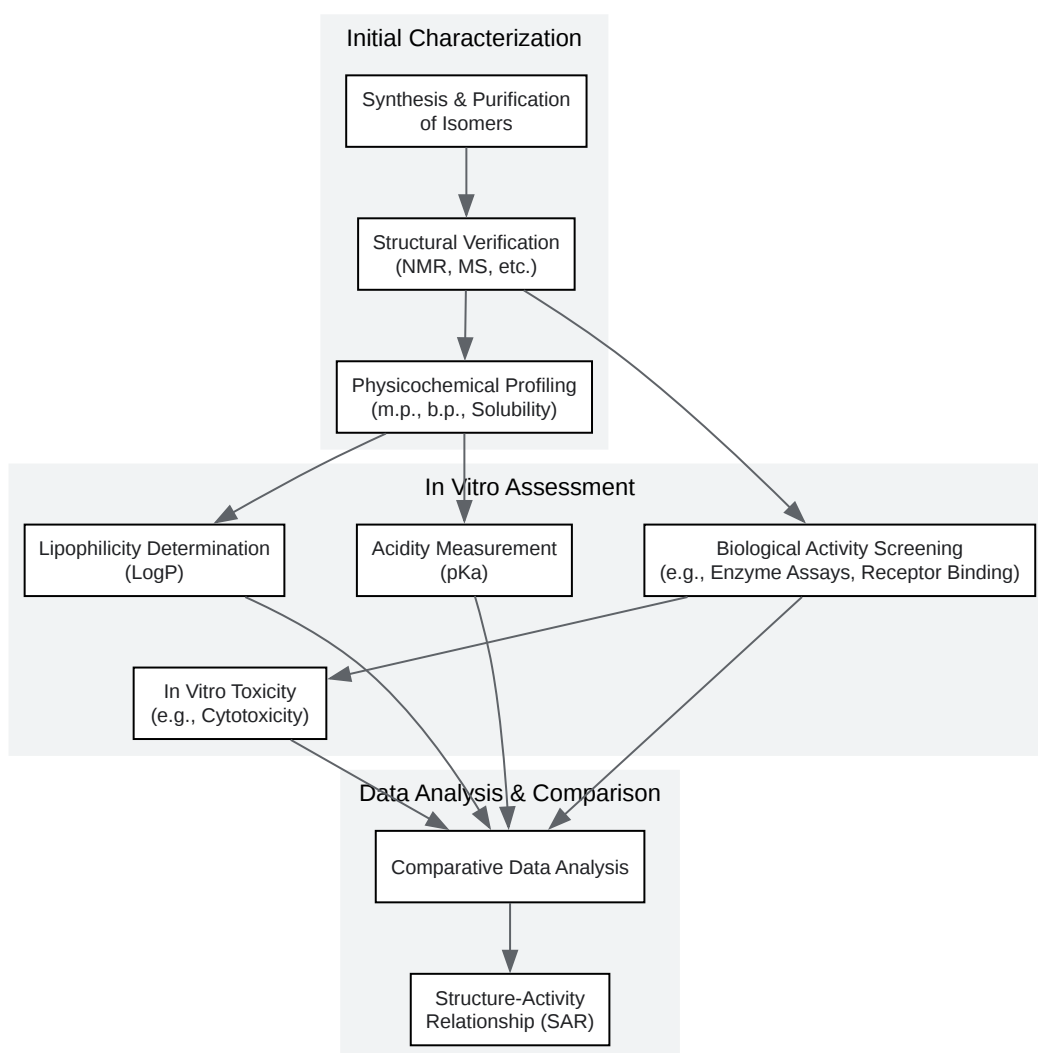 Initial Characterization
Synthesis & Purification
of Isomers
Structural Verification
(NMR, MS, etc.)
Physicochemical Profiling
(m.p., b.p., Solubility)
In Vitro Assessment
Lipophilicity Determination
(LogP)
Acidity Measurement
(pKa)
Biological Activity Screening
(e.g., Enzyme Assays, Receptor Binding)
In Vitro Toxicity
(e.g., Cytotoxicity)
Data Analysis & Comparison
Comparative Data Analysis
Structure-Activity
Relationship (SAR)